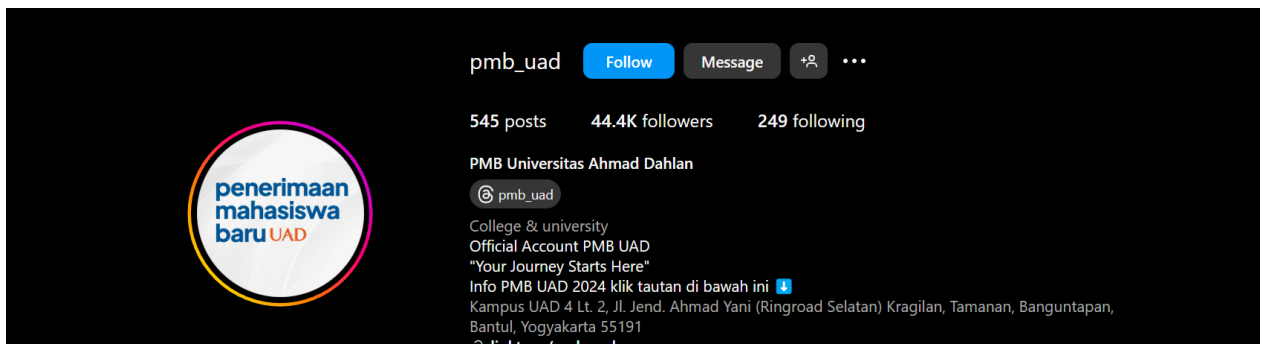 pmb_uad Follow Message
545 posts 44.4K followers 249 following
PMB Universitas Ahmad Dahlan
pmb_uad
College & university
Official Account PMB UAD
"Your Journey Starts Here"
Info PMB UAD 2024 klik tautan di bawah ini
Kampus UAD 4 Lt. 2, Jl. Jend. Ahmad Yani (Ringroad Selatan) Kragilan, Tamanan, Banguntapan,
Bantul, Yogyakarta 55191
penerimaan
mahasiswa
baru UAD